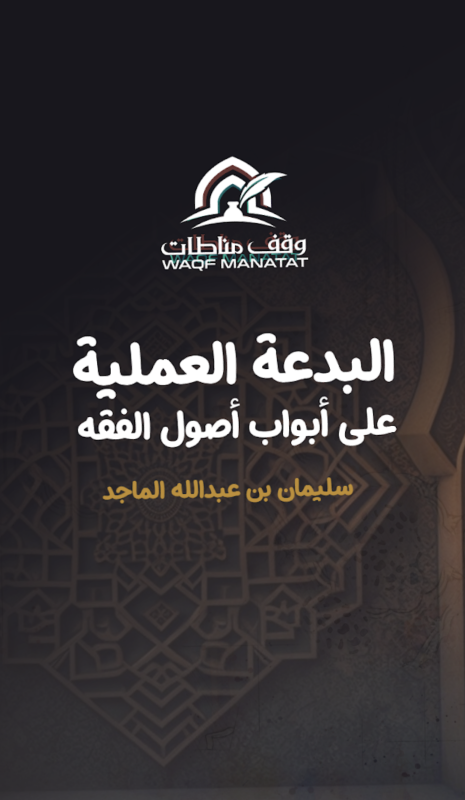 وقف مناطات
WAQF MANATAT
البدعة العملية
على أبواب أصول الفقه
سليمان بن عبدالله الماجد